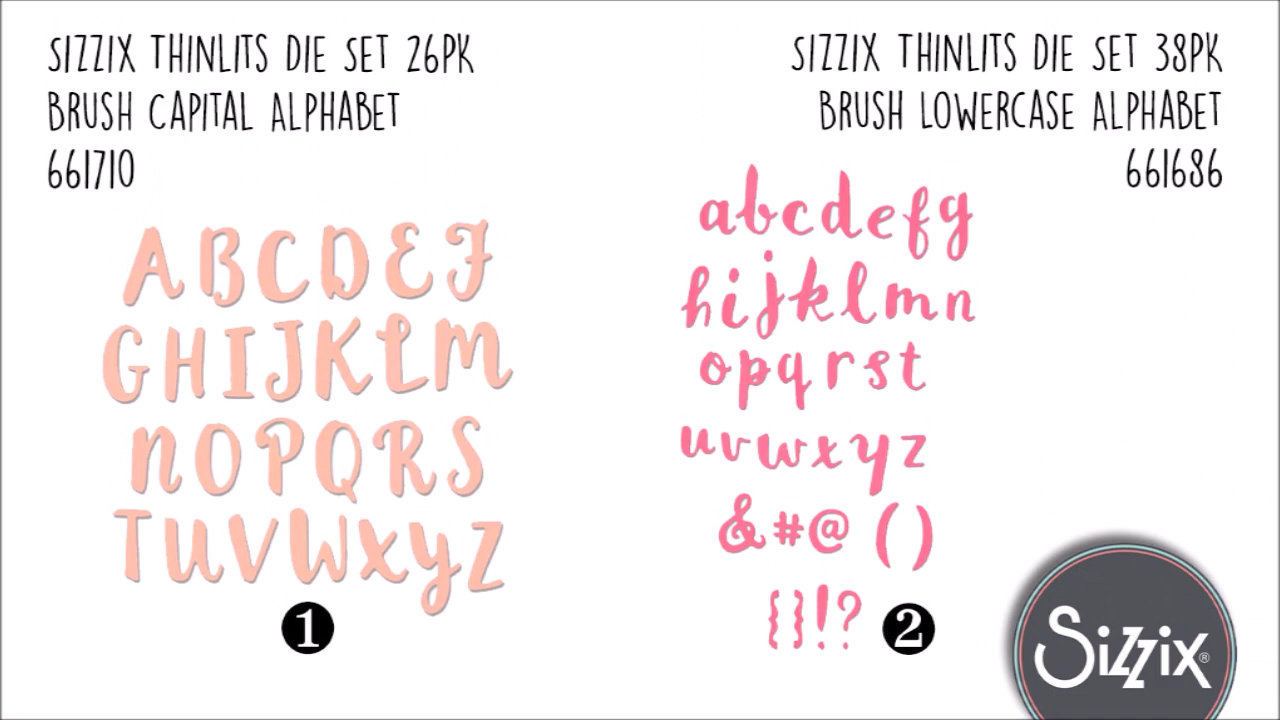 SIZZIX THINLITS DIE SET 26PK
BRUSH CAPITAL ALPHABET
661710
ABCDEF
GHIJKLM
NOPQRS
TUVWXYZ
1
SIZZIX THINLITS DIE SET 38PK
BRUSH LOWERCASE ALPHABET
661686
abcdefg
hijklmn
opqrst
uvwxyz
&#@ ()
{}!?
2
Sizzix®